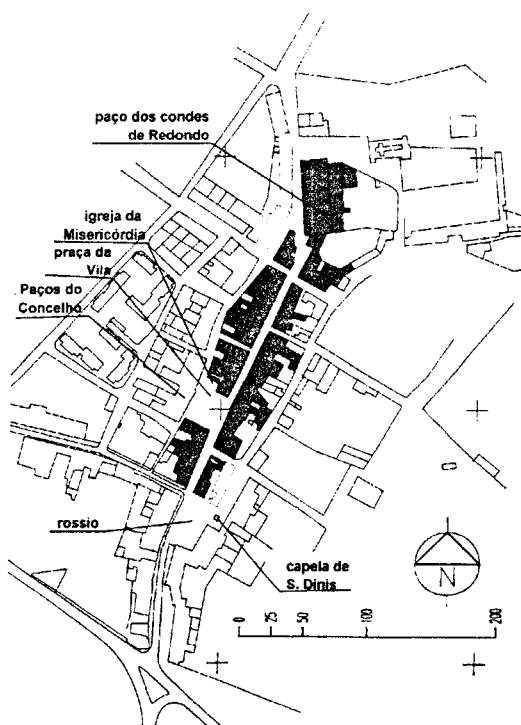 paço dos condes
de Redondo
igreja da
Misericórdia
praça da
Vila
Paços do
Concelho
rossio
capela de
S. Dinis
N
0 25 50 100 200